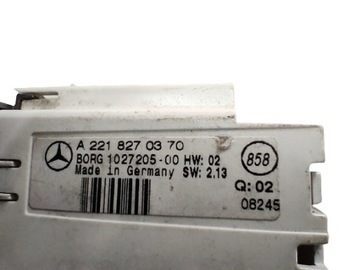 A 221 827 03 70
BORG 1027205-00 HW: 02
Made in Germany SW: 2.13
858
Q: 02
08245